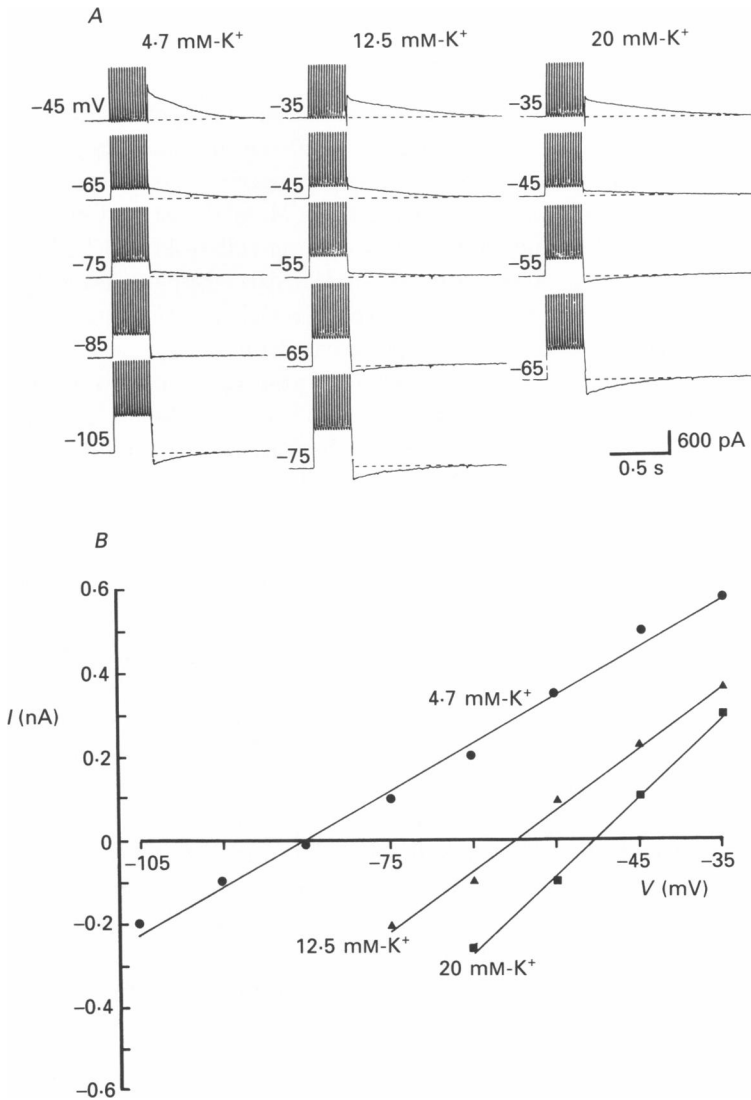 A
4·7 mM-K⁺ 12·5 mM-K⁺ 20 mM-K⁺
−45 mV −35 −35
−65 −45 −45
−75 −55 −55
−85 −65 −65
−105 −75
600 pA
0·5 s
B
0·6
0·4
4·7 mM-K⁺
I (nA)
0·2
0
−105 −75 −45 −35
V (mV)
−0·2
12·5 mM-K⁺
20 mM-K⁺
−0·4
−0·6